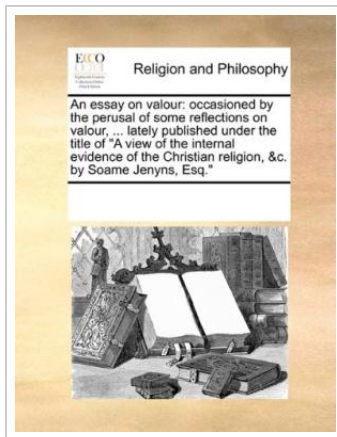 ECCO
Religion and Philosophy
An essay on valour: occasioned by
the perusal of some reflections on
valour, ... lately published under the
title of "A view of the internal
evidence of the Christian religion, &c.
by Soame Jenyns, Esq."